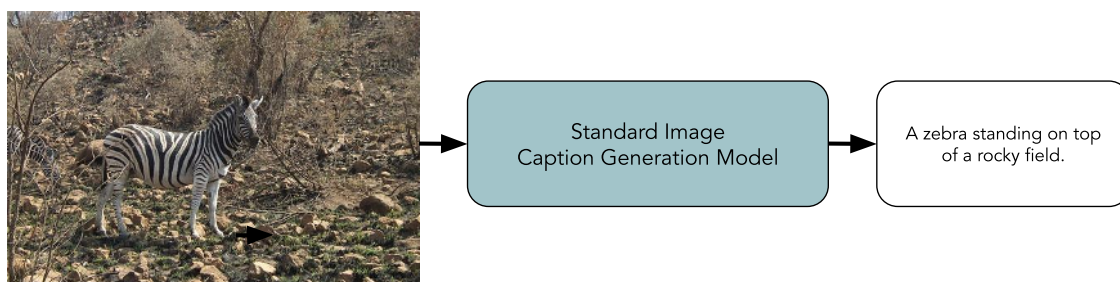 Standard Image
Caption Generation Model
A zebra standing on top
of a rocky field.